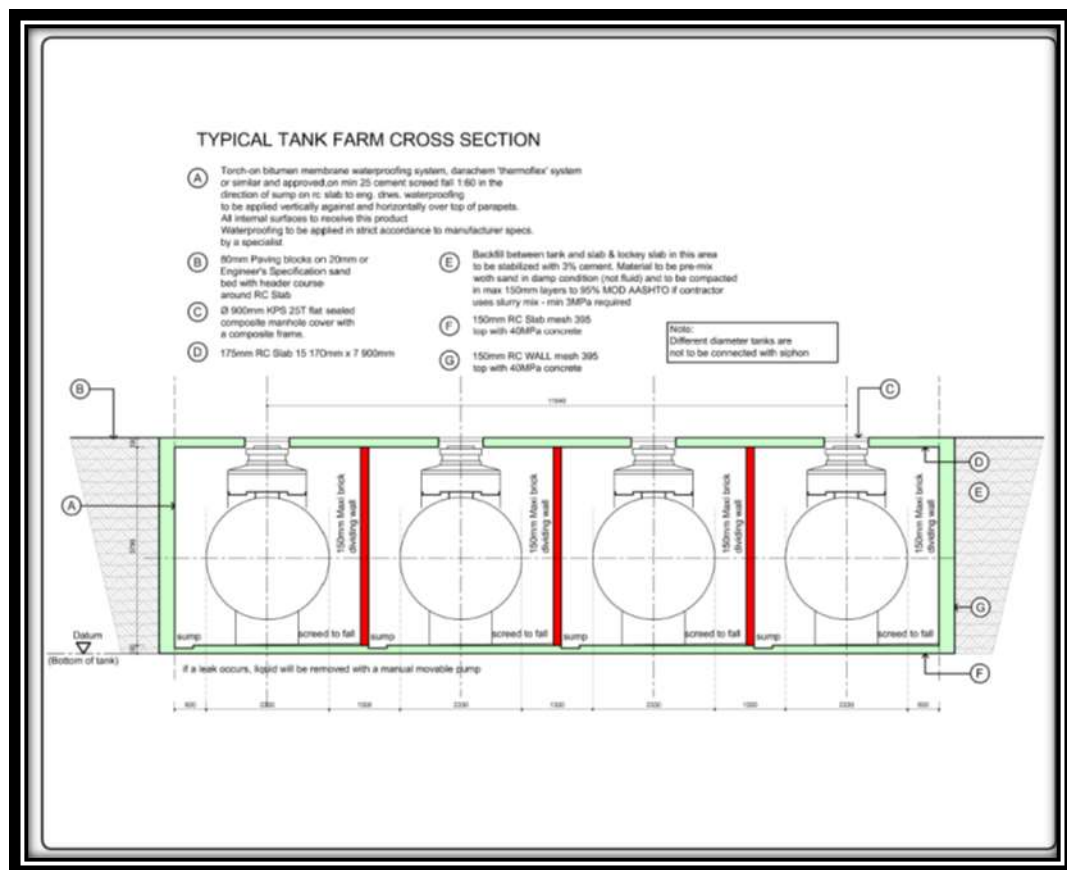 TYPICAL TANK FARM CROSS SECTION
A
Torch-on bitumen membrane waterproofing system, darachem 'thermoflex' system
or similar and approved.on min 25 cement screed fall 1:60 in the
direction of sump on rc slab to eng. drws. waterproofing
to be applied vertically against and horizontally over top of parapets.
All internal surfaces to receive this product
Waterproofing to be applied in strict accordance to manufacturer specs.
by a specialist
B
80mm Paving blocks on 20mm or
Engineer's Specification sand
bed with header course
around RC Slab
C
Ø 900mm KPS 25T flat sealed
composite manhole cover with
a composite frame.
D
175mm RC Slab 15 170mm x 7 900mm
E
Backfill between tank and slab & lockey slab in this area
to be stabilized with 3% cement. Material to be pre-mix
woth sand in damp condition (not fluid) and to be compacted
in max 150mm layers to 95% MOD AASHTO if contractor
uses slurry mix - min 3MPa required
F
150mm RC Slab mesh 395
top with 40MPa concrete
G
150mm RC WALL mesh 395
top with 40MPa concrete
Note:
Different diameter tanks are
not to be connected with siphon
B
C
D
E
A
G
F
150mm Maxi brick
dividing wall
150mm Maxi brick
dividing wall
150mm Maxi brick
dividing wall
150mm Maxi brick
dividing wall
Datum
(Bottom of tank)
sump
screed to fall
sump
screed to fall
sump
screed to fall
sump
screed to fall
if a leak occurs, liquid will be removed with a manual movable pump